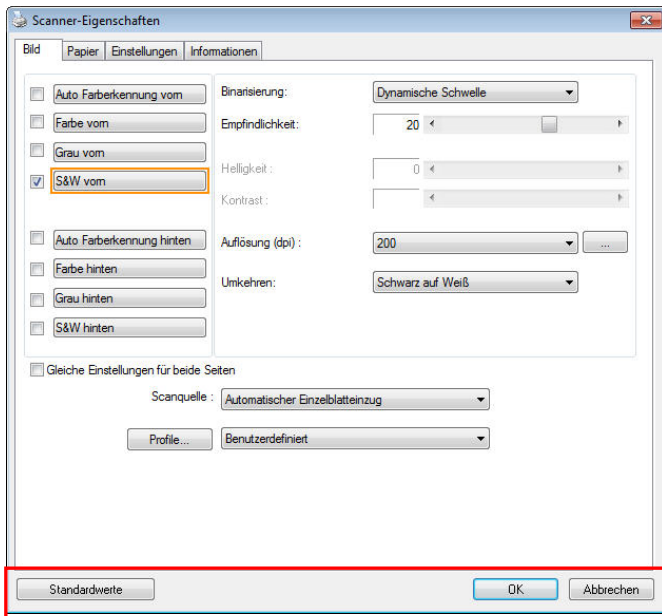 Scanner-Eigenschaften
Bild Papier Einstellungen Informationen
Auto Farberkennung vorn
Farbe vorn
Grau vorn
S&W vorn
Auto Farberkennung hinten
Farbe hinten
Grau hinten
S&W hinten
Binarisierung: Dynamische Schwelle
Empfindlichkeit: 20
Helligkeit : 0
Kontrast :
Auflösung (dpi) : 200 ...
Umkehren: Schwarz auf Weiß
Gleiche Einstellungen für beide Seiten
Scanquelle : Automatischer Einzelblatteinzug
Profile... Benutzerdefiniert
Standardwerte OK Abbrechen